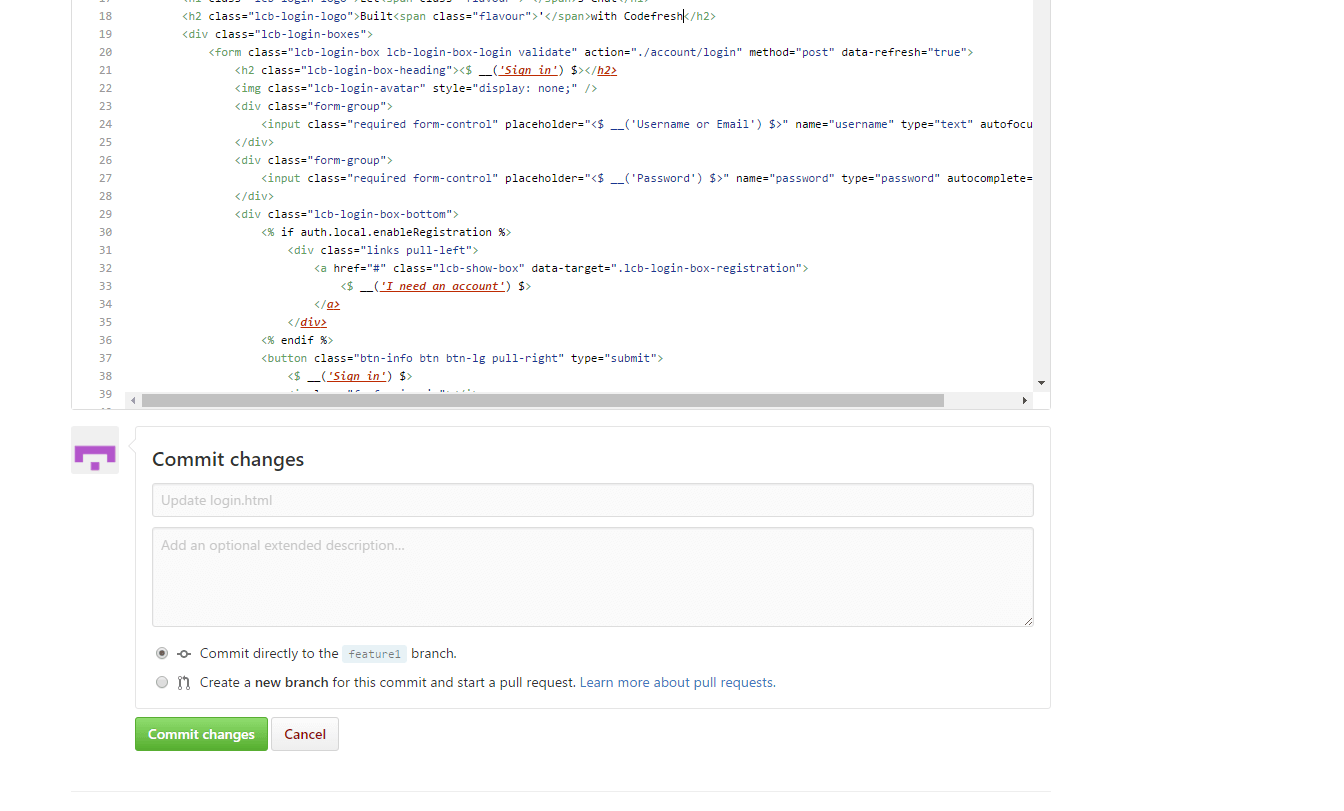 18 <h2 class="lcb-login-logo">Built<span class="flavour">'</span>with Codefresh</h2>
19 <div class="lcb-login-boxes">
20 <form class="lcb-login-box lcb-login-box-login validate" action="./account/login" method="post" data-refresh="true">
21 <h2 class="lcb-login-box-heading"><$ __('Sign in') $></h2>
22 <img class="lcb-login-avatar" style="display: none;" />
23 <div class="form-group">
24 <input class="required form-control" placeholder="<$ __('Username or Email') $>" name="username" type="text" autofocu
25 </div>
26 <div class="form-group">
27 <input class="required form-control" placeholder="<$ __('Password') $>" name="password" type="password" autocomplete=
28 </div>
29 <div class="lcb-login-box-bottom">
30 <% if auth.local.enableRegistration %>
31 <div class="links pull-left">
32 <a href="#" class="lcb-show-box" data-target=".lcb-login-box-registration">
33 <$ __('I need an account') $>
34 </a>
35 </div>
36 <% endif %>
37 <button class="btn-info btn btn-lg pull-right" type="submit">
38 <$ __('Sign in') $>
39
Commit changes
Update login.html
Add an optional extended description...
Commit directly to the feature1 branch.
Create a new branch for this commit and start a pull request. Learn more about pull requests.
Commit changes Cancel